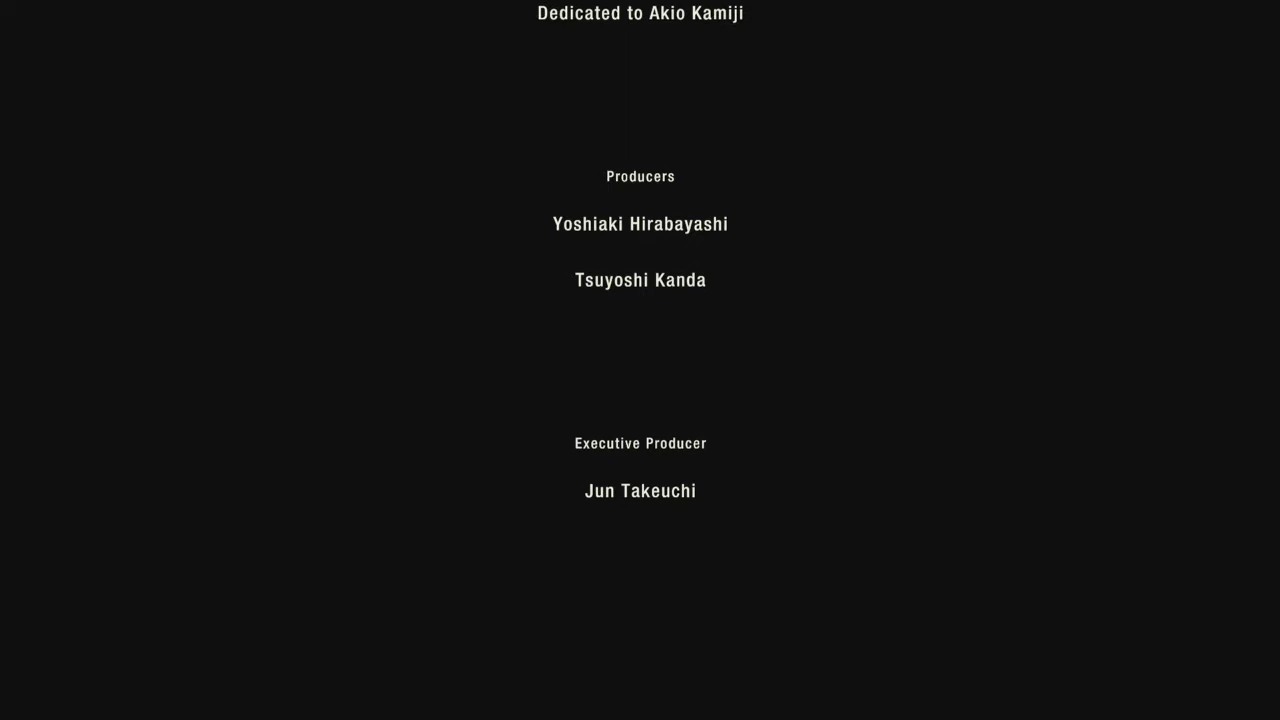 Dedicated to Akio Kamiji
Producers
Yoshiaki Hirabayashi
Tsuyoshi Kanda
Executive Producer
Jun Takeuchi